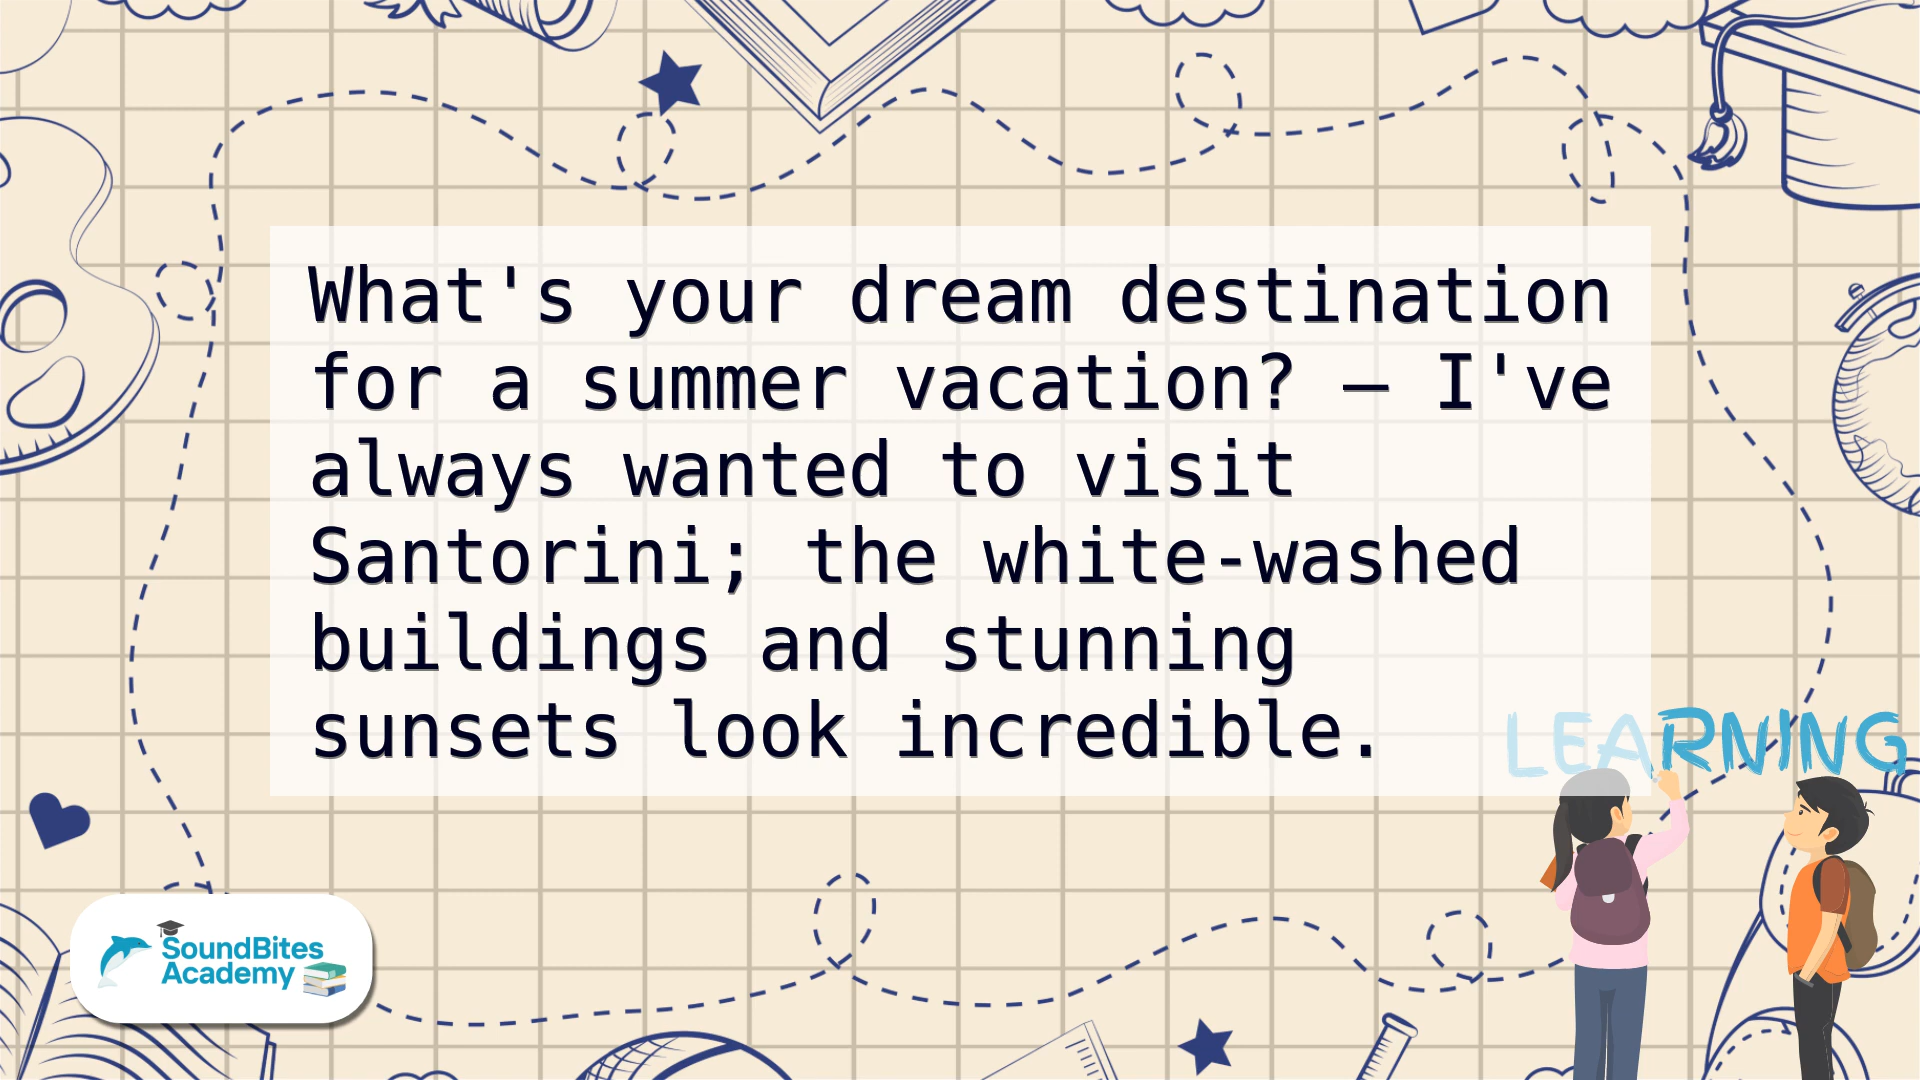 What's your dream destination
for a summer vacation? – I've
always wanted to visit
Santorini; the white-washed
buildings and stunning
sunsets look incredible.
LEARNING
SoundBites
Academy